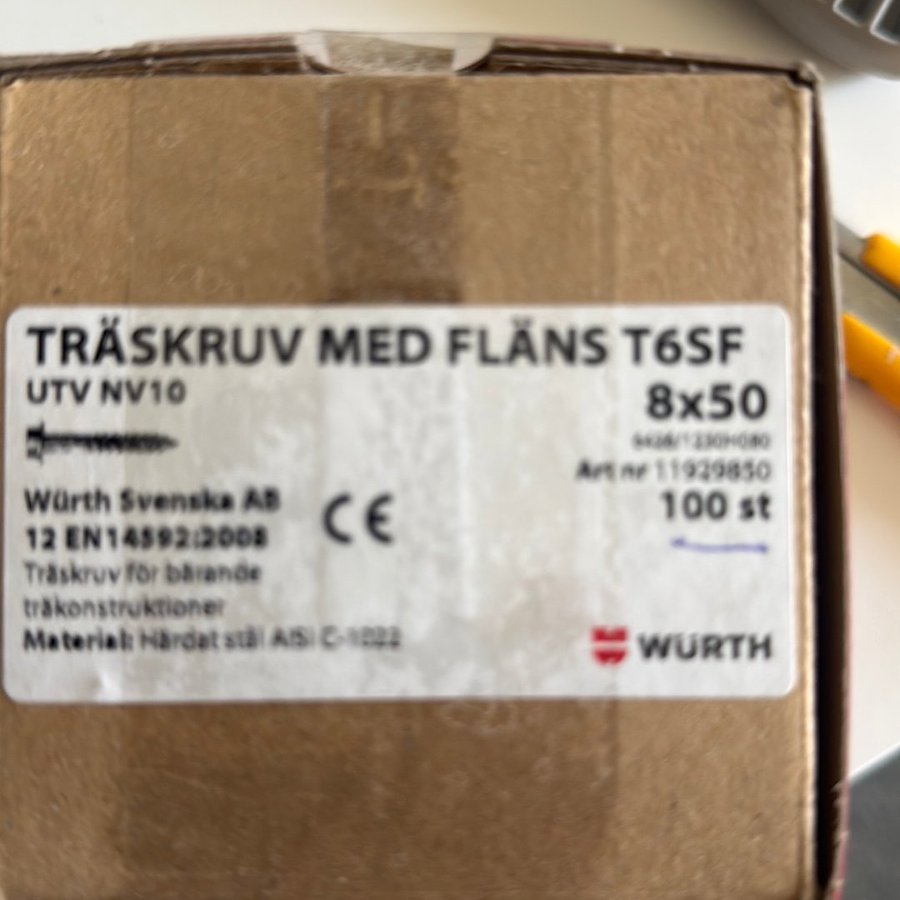 TRÄSKRUV MED FLÄNS T6SF
UTV NV10
8x50
Art nr 11929850
100 st
Würth Svenska AB
12 EN14592:2008
CE
Träskruv för bärande
träkonstruktioner
Material: Härdat stål AISI C-1022
WÜRTH